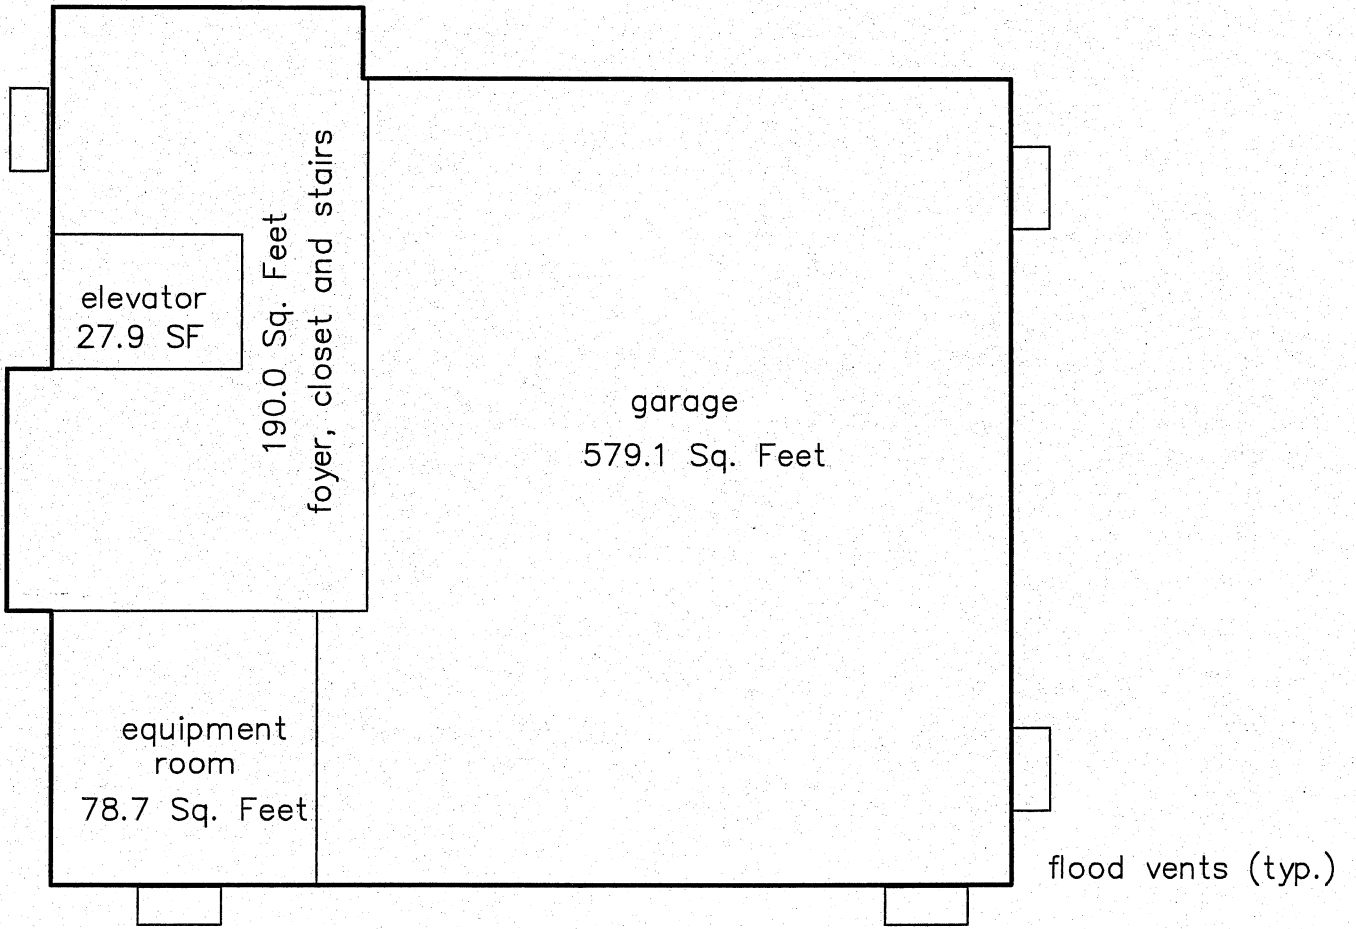 elevator
27.9 SF
190.0 Sq. Feet
foyer, closet and stairs
garage
579.1 Sq. Feet
equipment
room
78.7 Sq. Feet
flood vents (typ.)